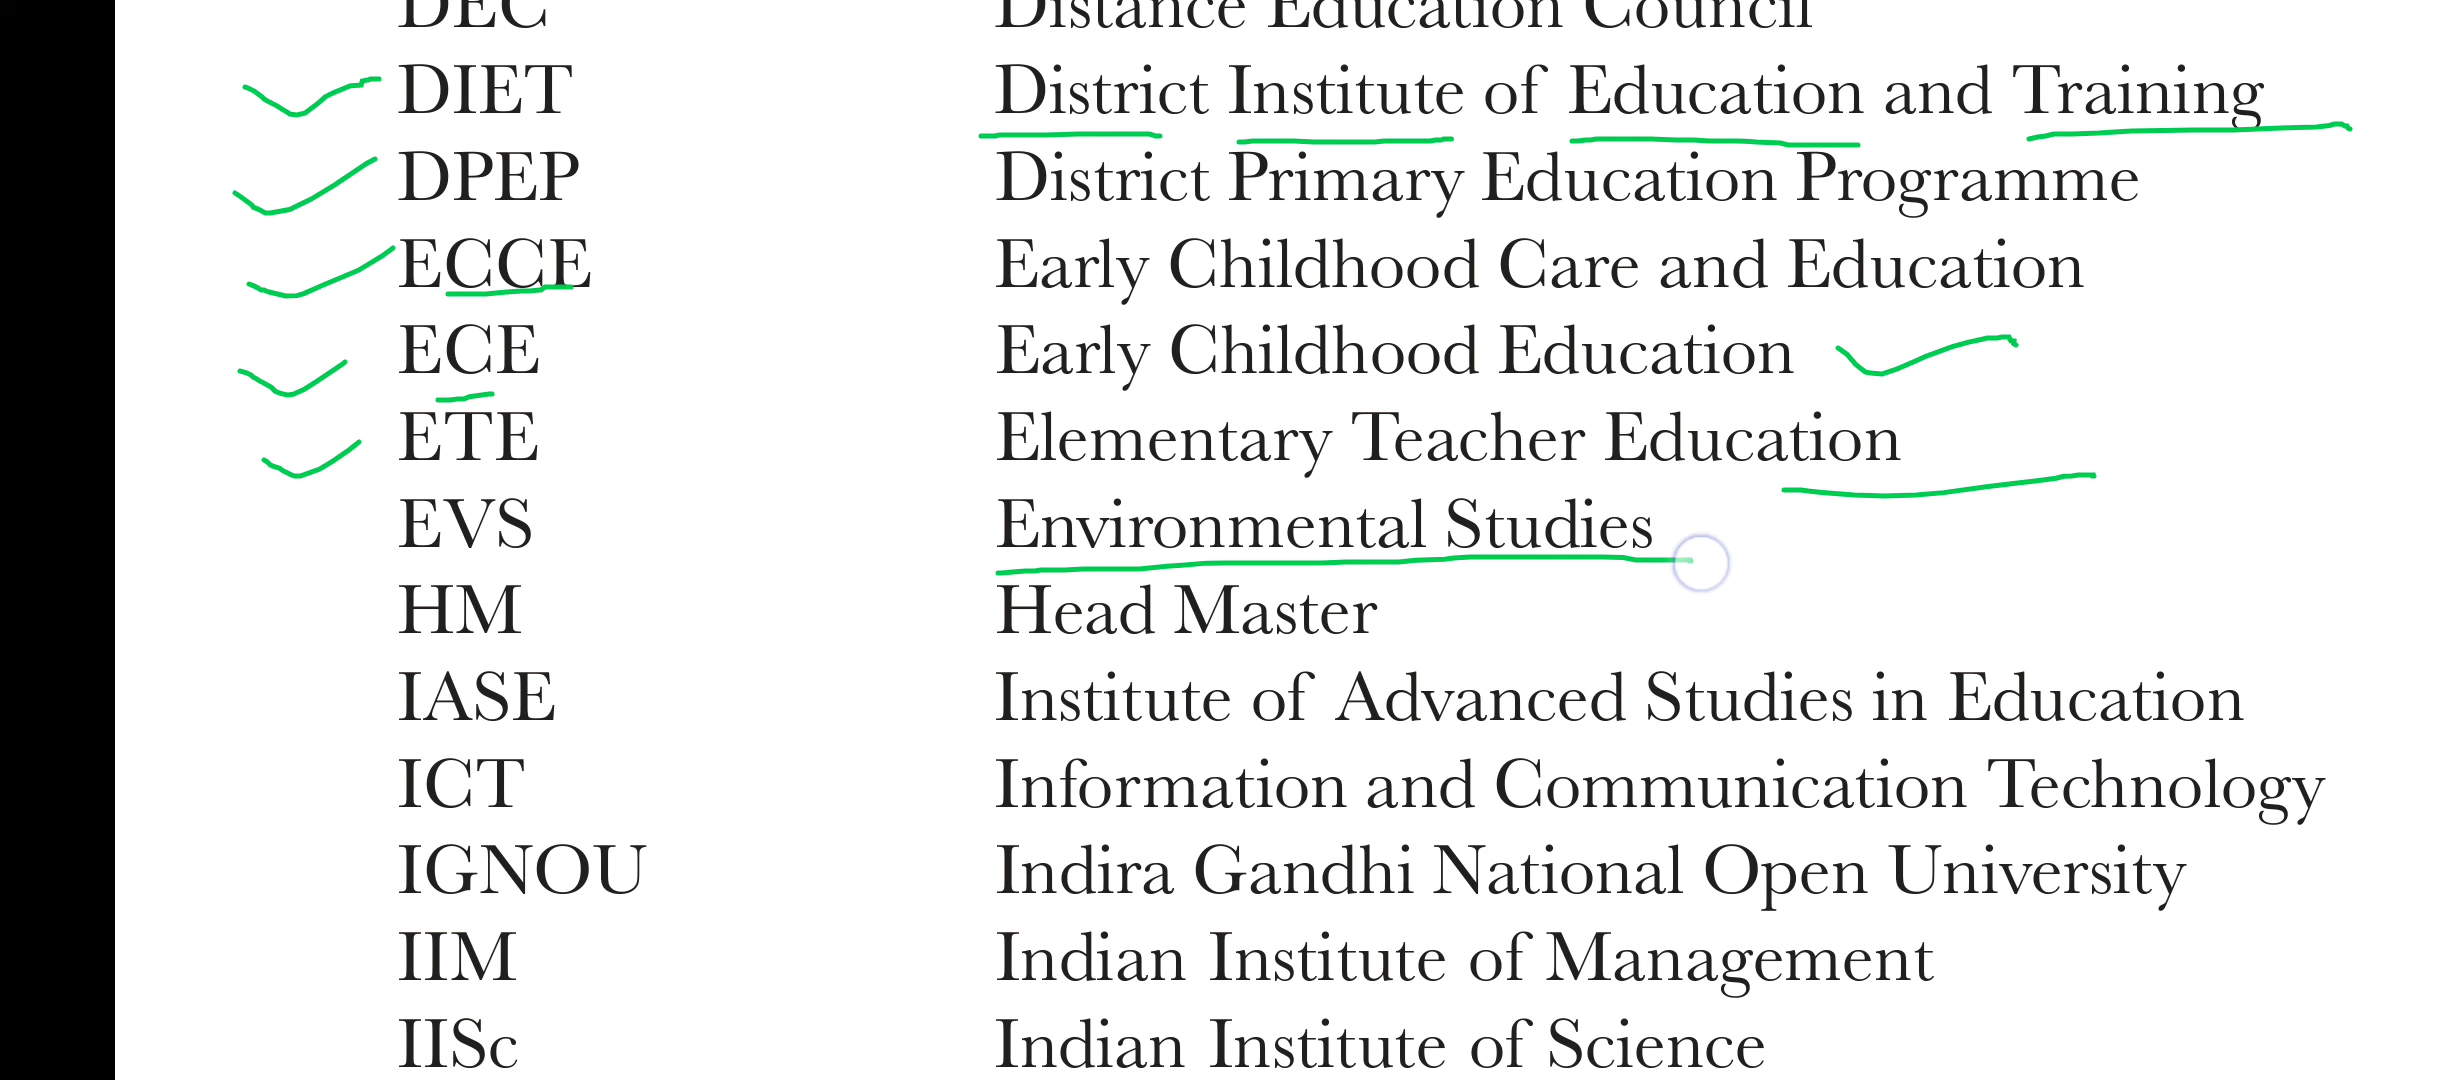 DEC Distance Education Council
DIET District Institute of Education and Training
DPEP District Primary Education Programme
ECCE Early Childhood Care and Education
ECE Early Childhood Education
ETE Elementary Teacher Education
EVS Environmental Studies
HM Head Master
IASE Institute of Advanced Studies in Education
ICT Information and Communication Technology
IGNOU Indira Gandhi National Open University
IIM Indian Institute of Management
IISc Indian Institute of Science